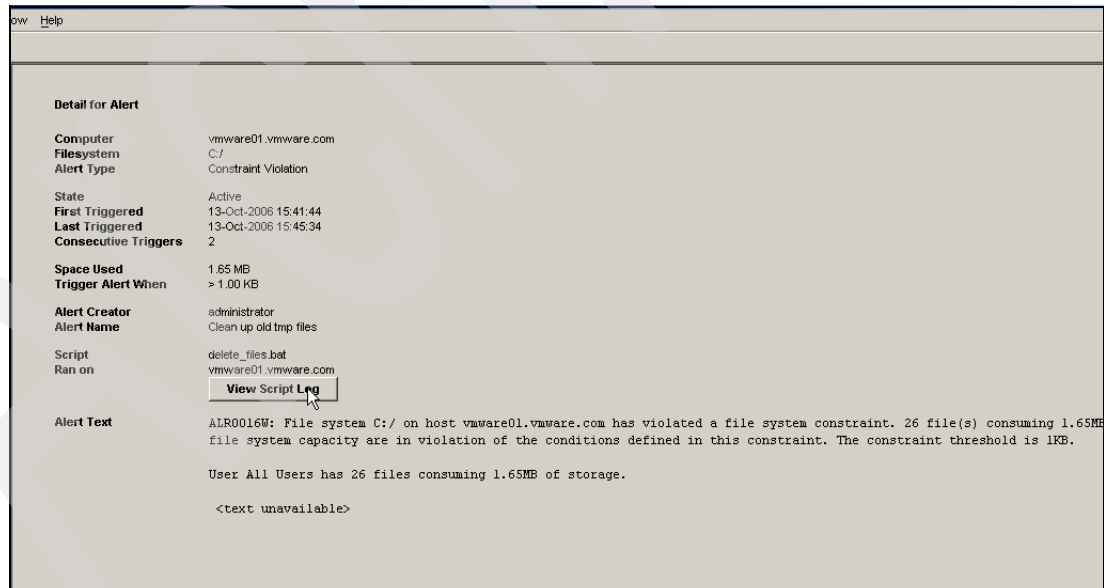 ow Help
Detail for Alert
Computer vmware01.vmware.com
Filesystem C:/
Alert Type Constraint Violation
State Active
First Triggered 13-Oct-2006 15:41:44
Last Triggered 13-Oct-2006 15:45:34
Consecutive Triggers 2
Space Used 1.65 MB
Trigger Alert When > 1.00 KB
Alert Creator administrator
Alert Name Clean up old tmp files
Script delete_files.bat
Ran on vmware01.vmware.com
View Script Log
Alert Text ALR0016W: File system C:/ on host vmware01.vmware.com has violated a file system constraint. 26 file(s) consuming 1.65MB
file system capacity are in violation of the conditions defined in this constraint. The constraint threshold is 1KB.
User All Users has 26 files consuming 1.65MB of storage.
<text unavailable>